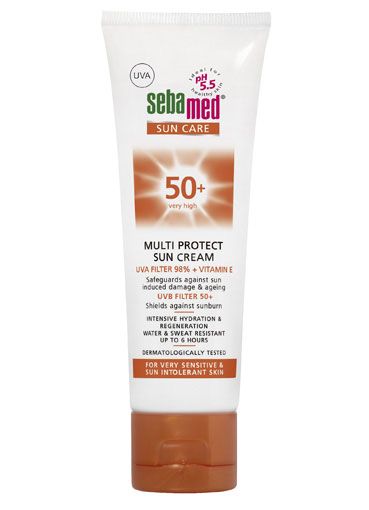 UVA
Ideal for
pH
5.5
healthy skin
sebamed®
SUN CARE
50+
very high
MULTI PROTECT
SUN CREAM
UVA FILTER 98% + VITAMIN E
Safeguards against sun
induced damage & ageing
UVB FILTER 50+
Shields against sunburn
INTENSIVE HYDRATION &
REGENERATION
WATER & SWEAT RESISTANT
UP TO 6 HOURS
DERMATOLOGICALLY TESTED
FOR VERY SENSITIVE &
SUN INTOLERANT SKIN